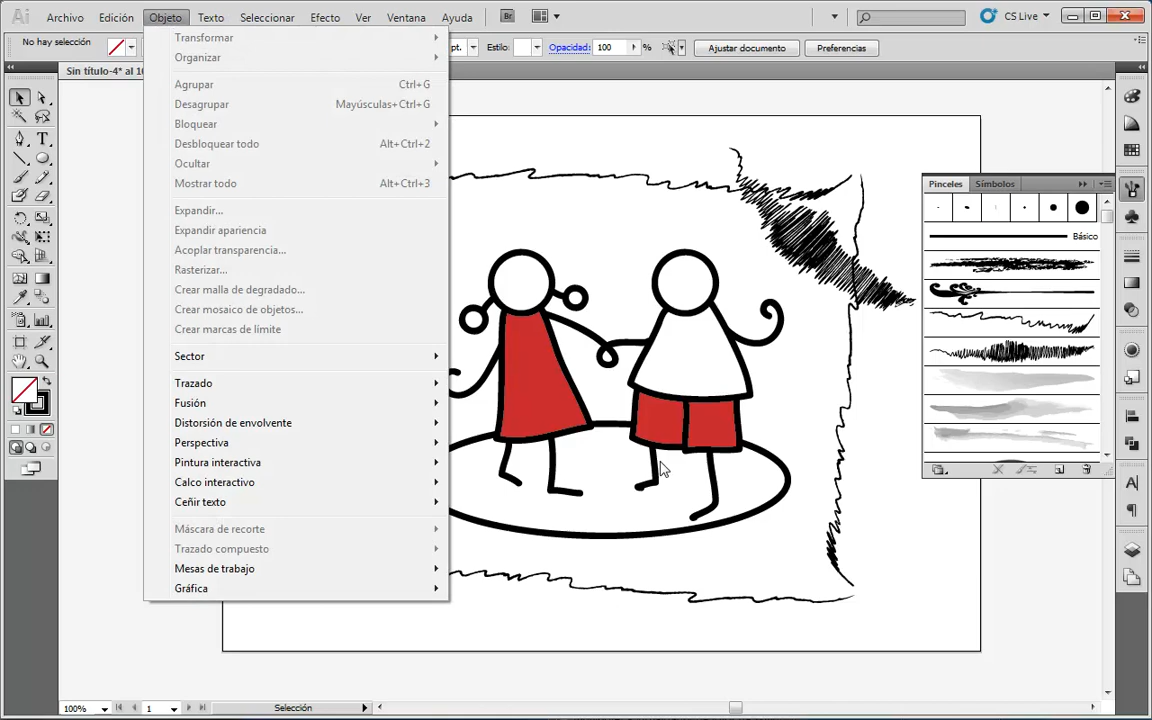 Ai Archivo Edición Objeto Texto Seleccionar Efecto Ver Ventana Ayuda Br CS Live
No hay selección pt. Estilo: Opacidad: 100 % Ajustar documento Preferencias
Sin título-4* al 10
Transformar
Organizar
Agrupar Ctrl+G
Desagrupar Mayúsculas+Ctrl+G
Bloquear
Desbloquear todo Alt+Ctrl+2
Ocultar
Mostrar todo Alt+Ctrl+3
Expandir...
Expandir apariencia
Acoplar transparencia...
Rasterizar...
Crear malla de degradado...
Crear mosaico de objetos...
Crear marcas de límite
Sector
Trazado
Fusión
Distorsión de envolvente
Perspectiva
Pintura interactiva
Calco interactivo
Ceñir texto
Máscara de recorte
Trazado compuesto
Mesas de trabajo
Gráfica
Pinceles Símbolos
Básico
100% 1 Selección